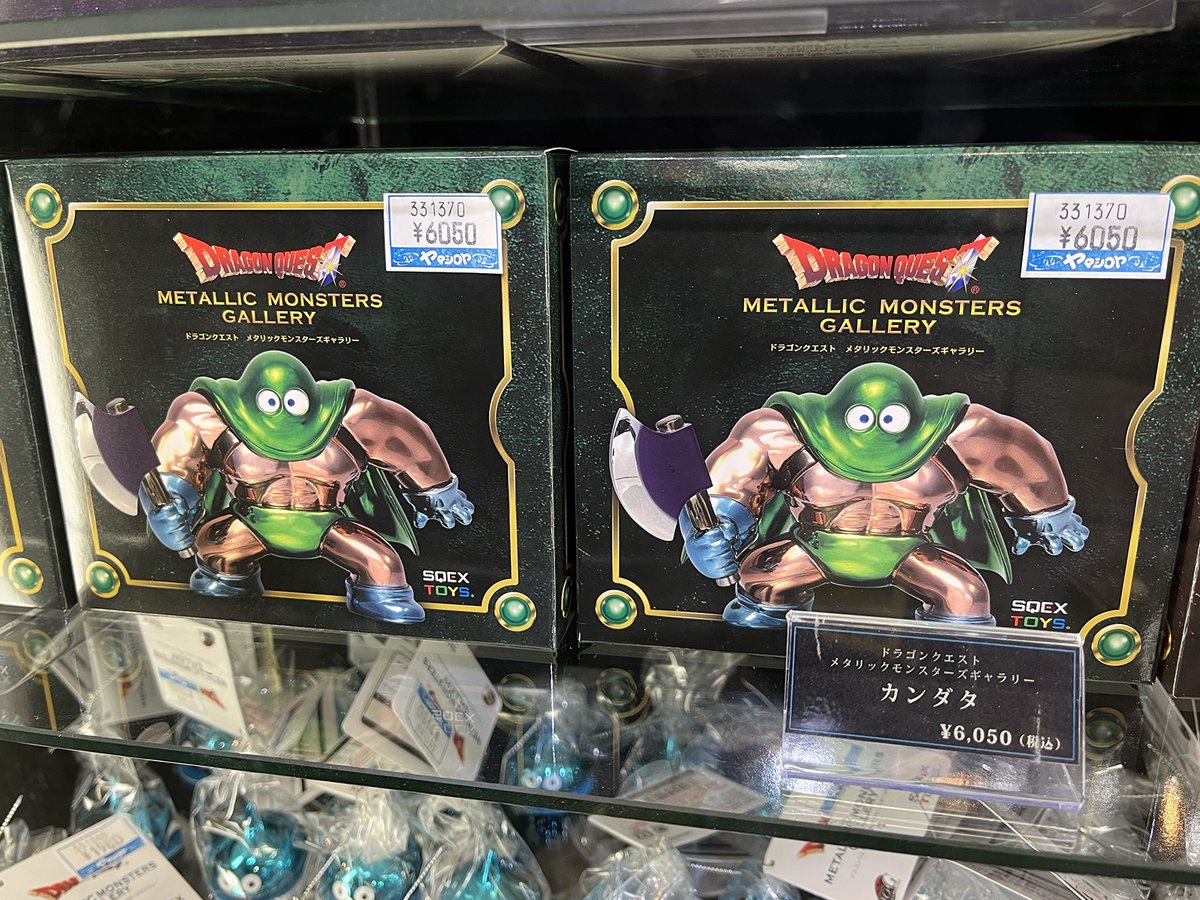 331370
¥6050
ヤマシロヤ
DRAGON QUEST
METALLIC MONSTERS
GALLERY
ドラゴンクエスト メタリックモンスターズギャラリー
SQEX
TOYS.
331370
¥6050
ヤマシロヤ
DRAGON QUEST
METALLIC MONSTERS
GALLERY
ドラゴンクエスト メタリックモンスターズギャラリー
SQEX
TOYS.
ドラゴンクエスト
メタリックモンスターズギャラリー
カンダタ
¥6,050(税込)
MONSTERS
METAL